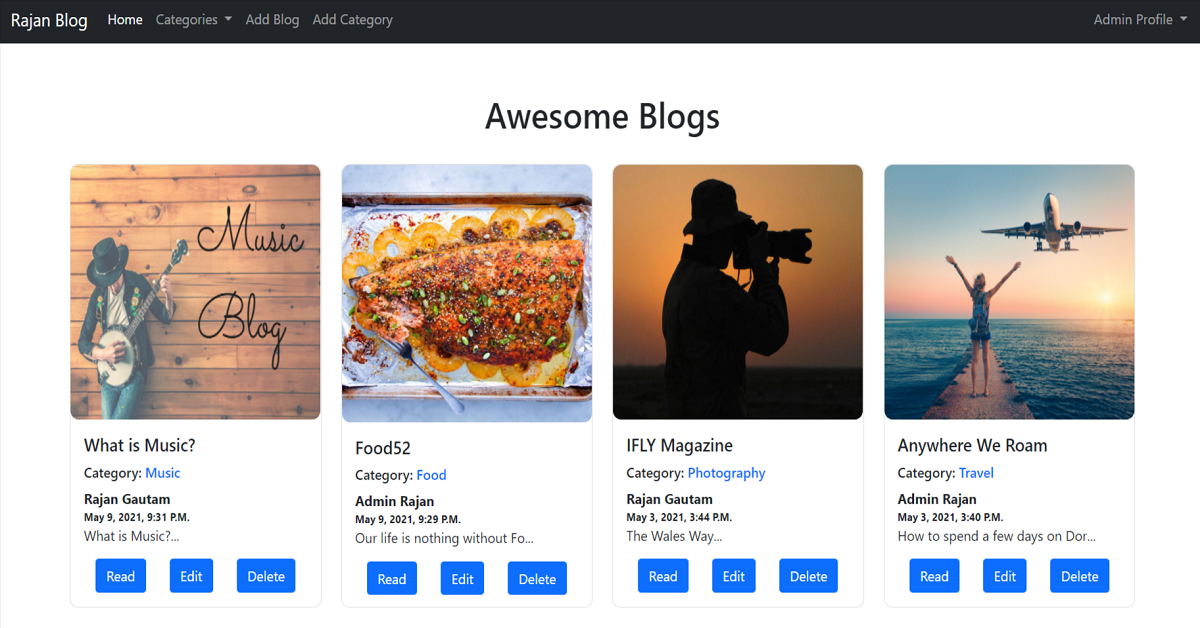 Rajan Blog Home Categories Add Blog Add Category Admin Profile
Awesome Blogs
Music
Blog
What is Music?
Category: Music
Rajan Gautam
May 9, 2021, 9:31 P.M.
What is Music?...
Read Edit Delete
Food52
Category: Food
Admin Rajan
May 9, 2021, 9:29 P.M.
Our life is nothing without Fo...
Read Edit Delete
IFLY Magazine
Category: Photography
Rajan Gautam
May 3, 2021, 3:44 P.M.
The Wales Way...
Read Edit Delete
Anywhere We Roam
Category: Travel
Admin Rajan
May 3, 2021, 3:40 P.M.
How to spend a few days on Dor...
Read Edit Delete